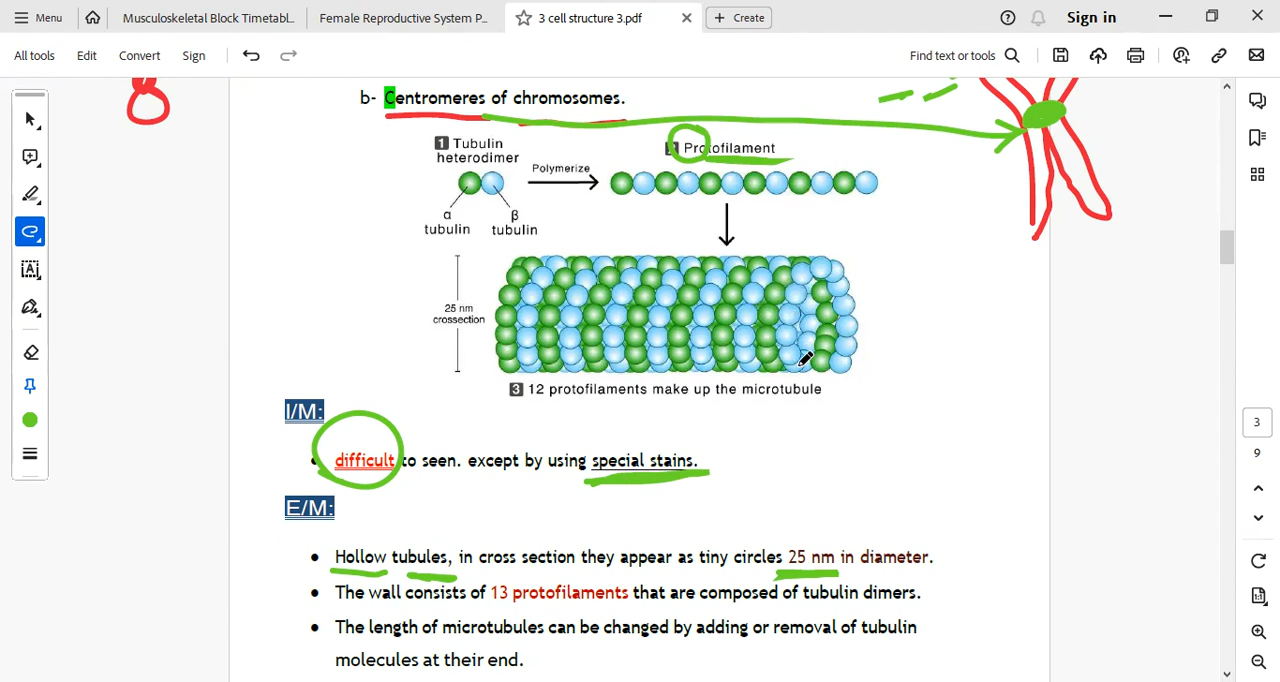 Menu
Musculoskeletal Block Timetabl...
Female Reproductive System P...
3 cell structure 3.pdf
Create
Sign in
All tools
Edit
Convert
Sign
Find text or tools
b- Centromeres of chromosomes.
1 Tubulin
heterodimer
Polymerize
Protofilament
α
tubulin
β
tubulin
25 nm
crossection
3 12 protofilaments make up the microtubule
I/M:
• difficult to seen. except by using special stains.
E/M:
• Hollow tubules, in cross section they appear as tiny circles 25 nm in diameter.
• The wall consists of 13 protofilaments that are composed of tubulin dimers.
• The length of microtubules can be changed by adding or removal of tubulin
molecules at their end.
3
9